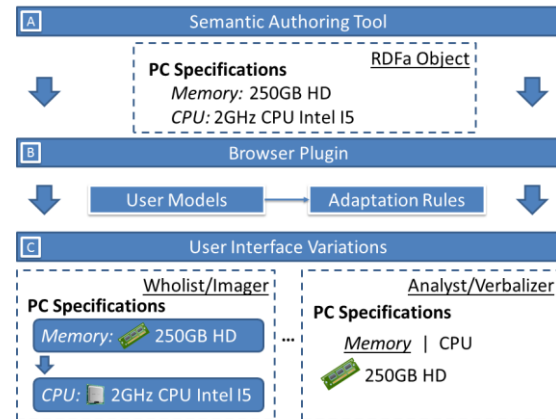 A Semantic Authoring Tool
RDFa Object
PC Specifications
Memory: 250GB HD
CPU: 2GHz CPU Intel I5
B Browser Plugin
User Models
Adaptation Rules
C User Interface Variations
Wholist/Imager
PC Specifications
Memory: 250GB HD
CPU: 2GHz CPU Intel I5
...
Analyst/Verbalizer
PC Specifications
Memory | CPU
250GB HD